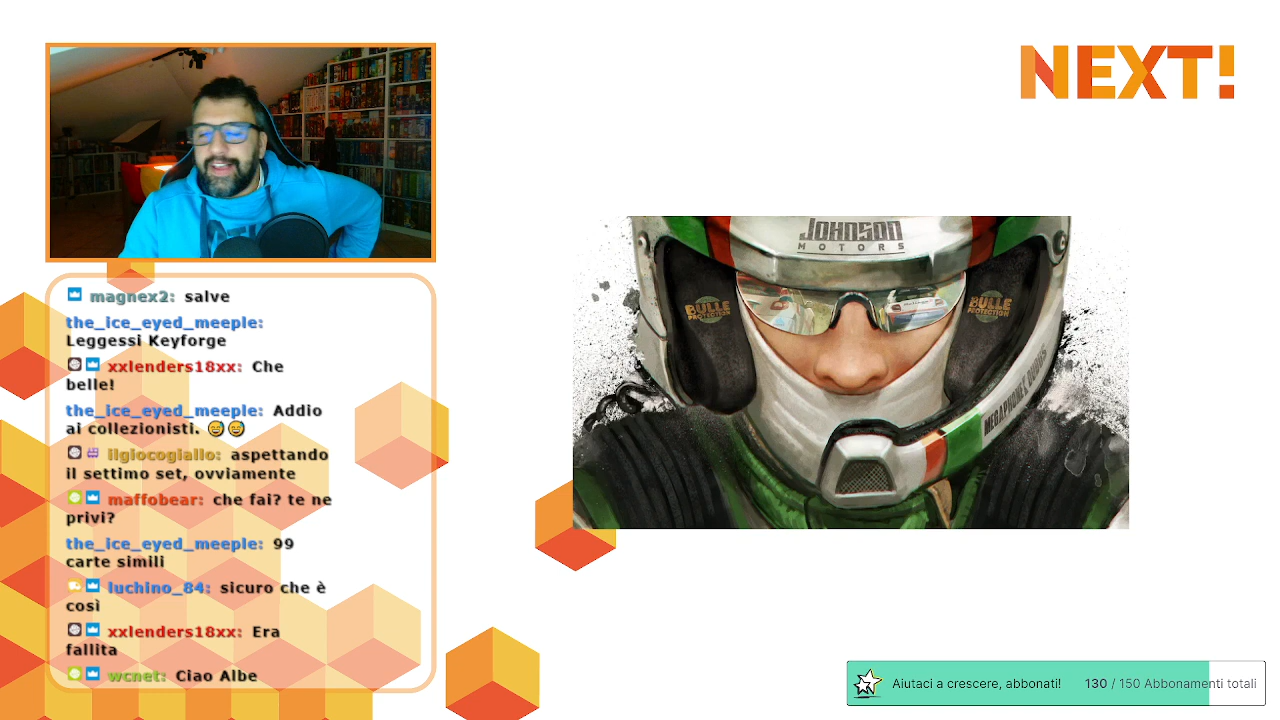 NEXT!
magnex2: salve
the_ice_eyed_meeple:
Leggessi Keyforge
xxlenders18xx: Che
belle!
the_ice_eyed_meeple: Addio
ai collezionisti. 😅😅
ilgiocogiallo: aspettando
il settimo set, ovviamente
maffobear: che fai? te ne
privi?
the_ice_eyed_meeple: 99
carte simili
luchino_84: sicuro che è
così
xxlenders18xx: Era
fallita
wcnet: Ciao Albe
JOHNSON
MOTORS
BULLE
PROTECTION
BULLE
PROTECTION
Aiutaci a crescere, abbonati! 130 / 150 Abbonamenti totali